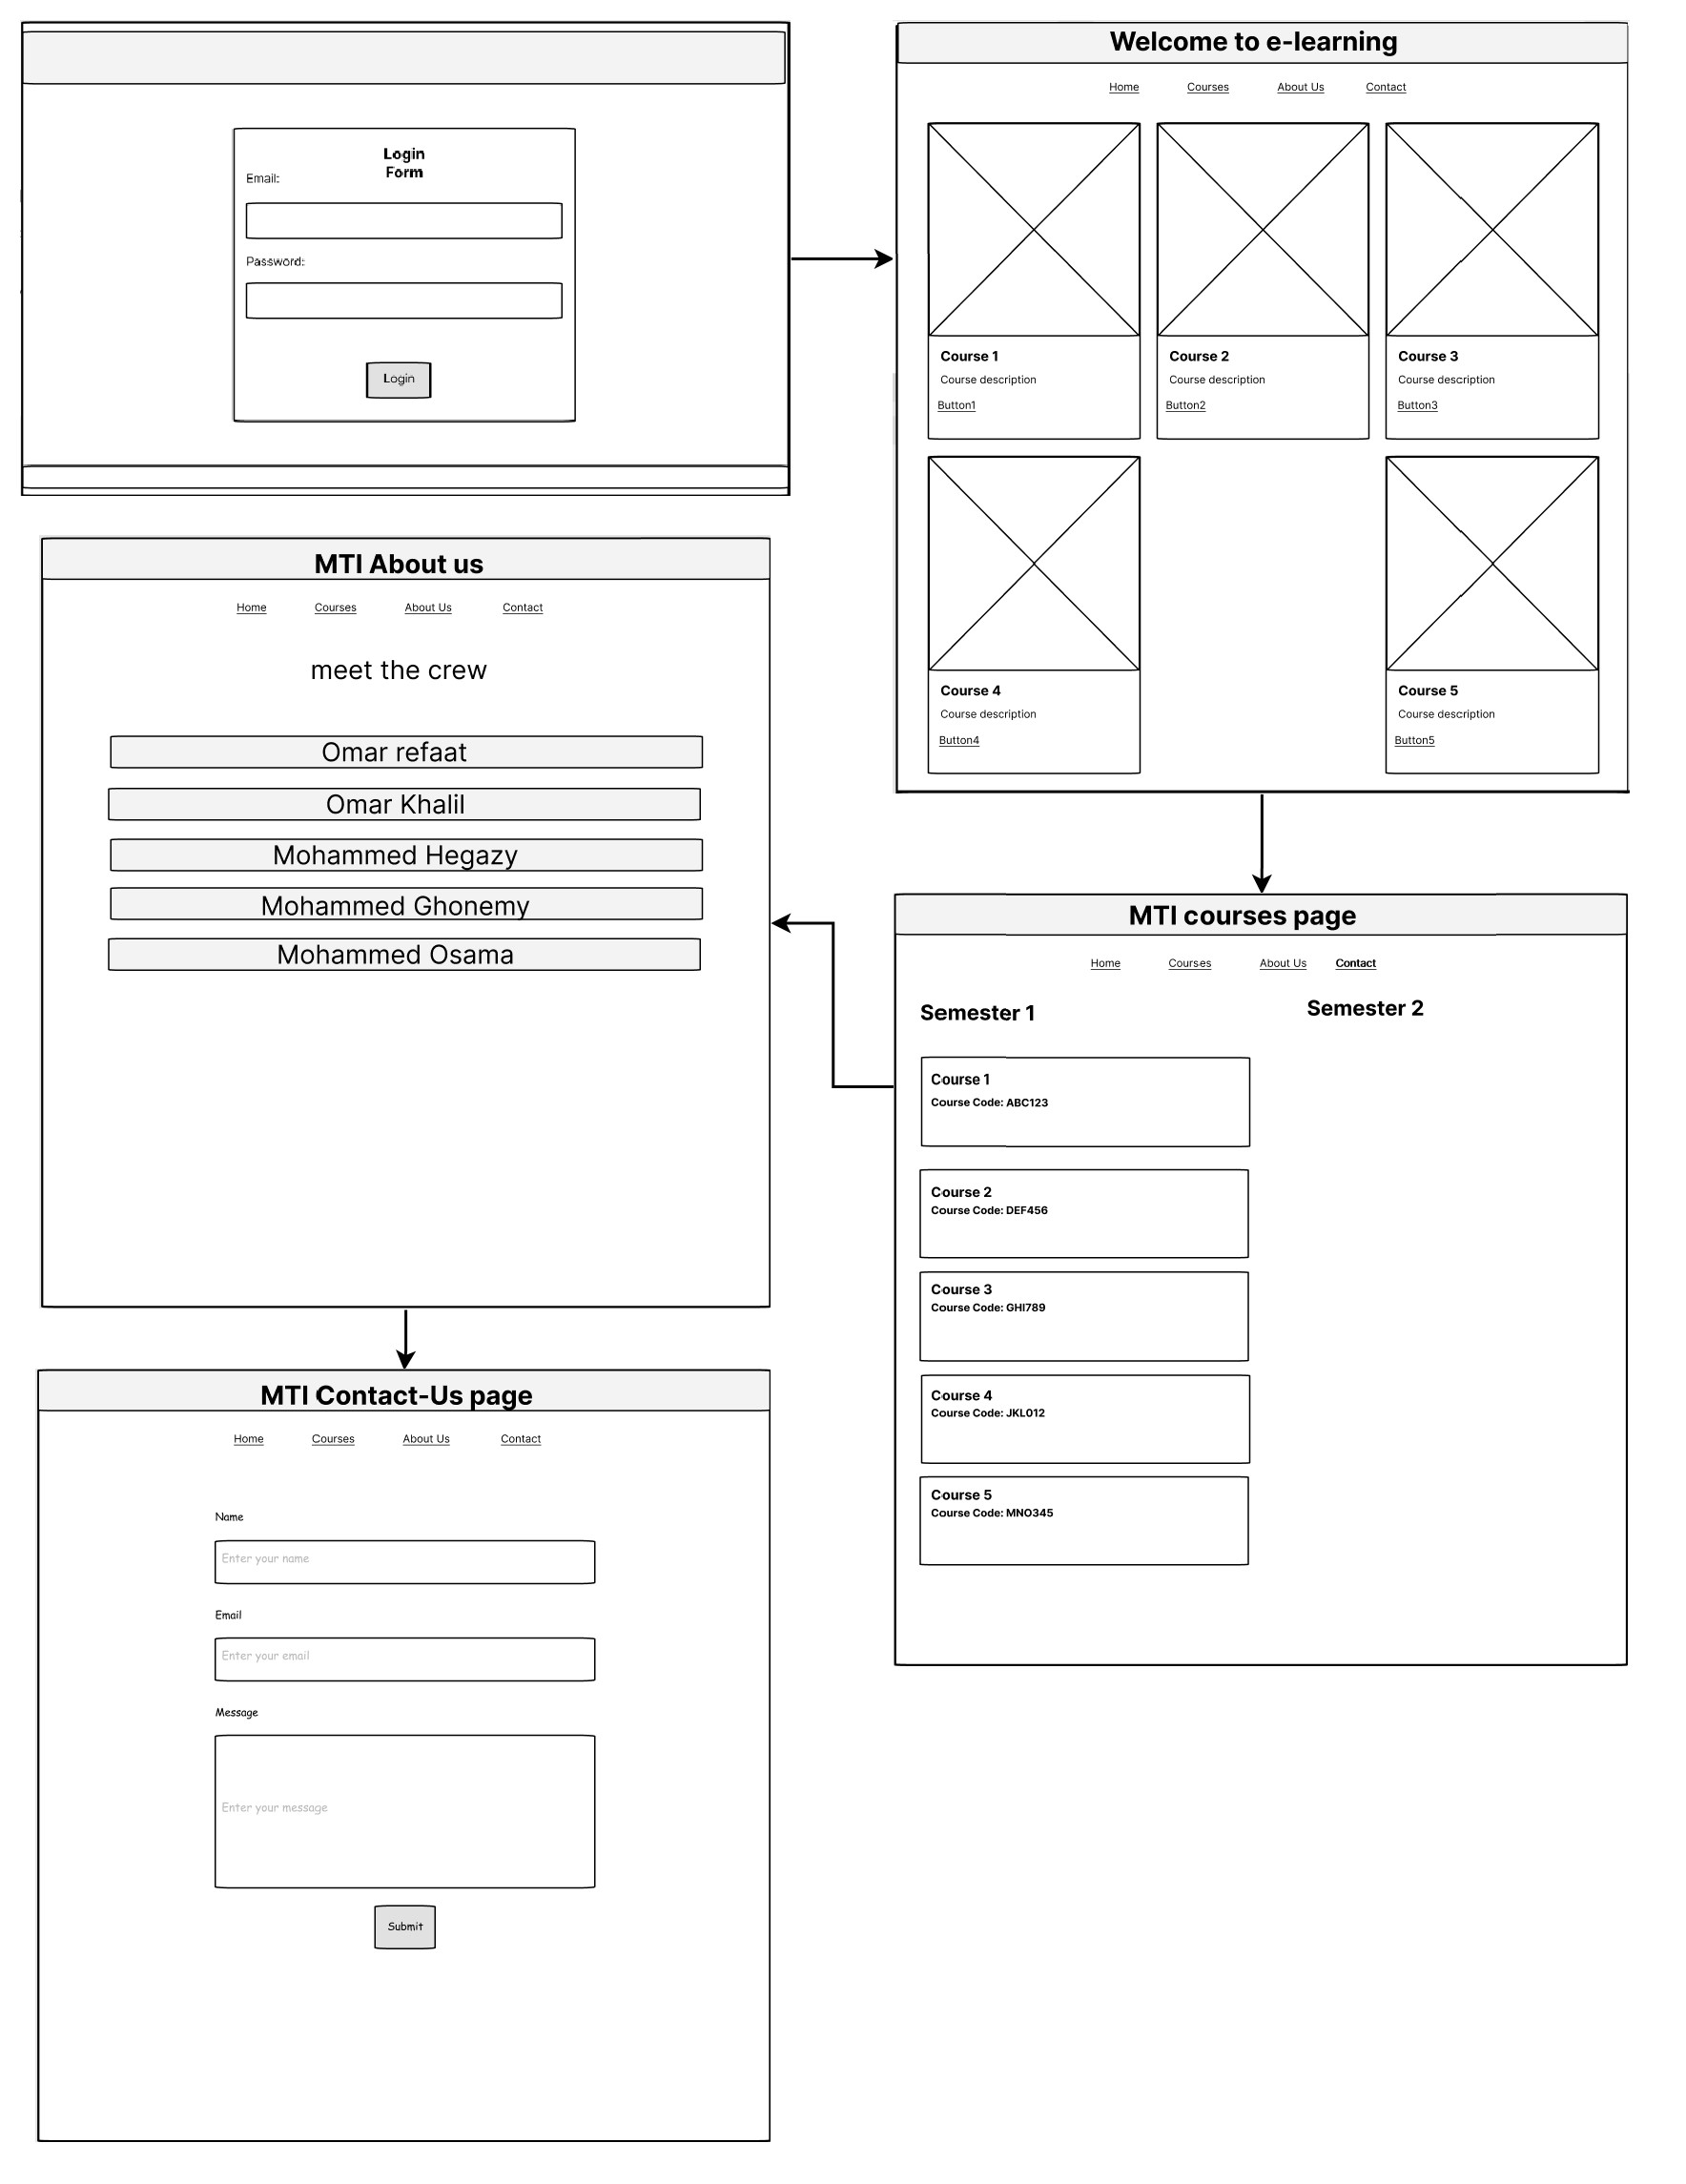 Login
Form
Email:
Password:
Login
Welcome to e-learning
Home Courses About Us Contact
Course 1
Course description
Button1
Course 2
Course description
Button2
Course 3
Course description
Button3
Course 4
Course description
Button4
Course 5
Course description
Button5
MTI courses page
Home Courses About Us Contact
Semester 1
Semester 2
Course 1
Course Code: ABC123
Course 2
Course Code: DEF456
Course 3
Course Code: GHI789
Course 4
Course Code: JKL012
Course 5
Course Code: MNO345
MTI About us
Home Courses About Us Contact
meet the crew
Omar refaat
Omar Khalil
Mohammed Hegazy
Mohammed Ghonemy
Mohammed Osama
MTI Contact-Us page
Home Courses About Us Contact
Name
Enter your name
Email
Enter your email
Message
Enter your message
Submit